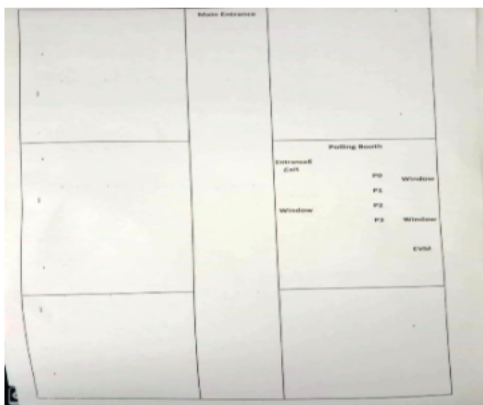 Main Entrance
Polling Booth
Entrance&
Exit
P0
Window
P1
P2
Window
P3
Window
EVM